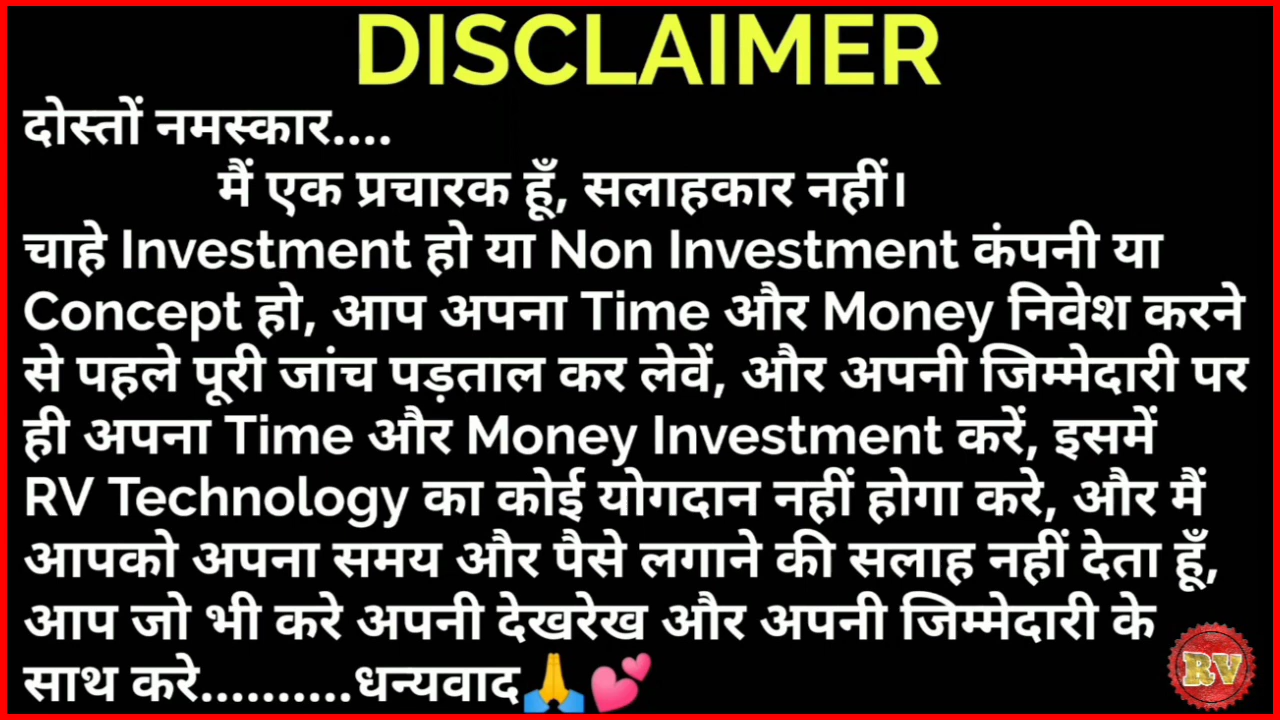 DISCLAIMER
दोस्तों नमस्कार....
मैं एक प्रचारक हूँ, सलाहकार नहीं।
चाहे Investment हो या Non Investment कंपनी या
Concept हो, आप अपना Time और Money निवेश करने
से पहले पूरी जांच पड़ताल कर लेवें, और अपनी जिम्मेदारी पर
ही अपना Time और Money Investment करें, इसमें
RV Technology का कोई योगदान नहीं होगा करे, और मैं
आपको अपना समय और पैसे लगाने की सलाह नहीं देता हूँ,
आप जो भी करे अपनी देखरेख और अपनी जिम्मेदारी के
साथ करे..........धन्यवाद🙏💕
RV